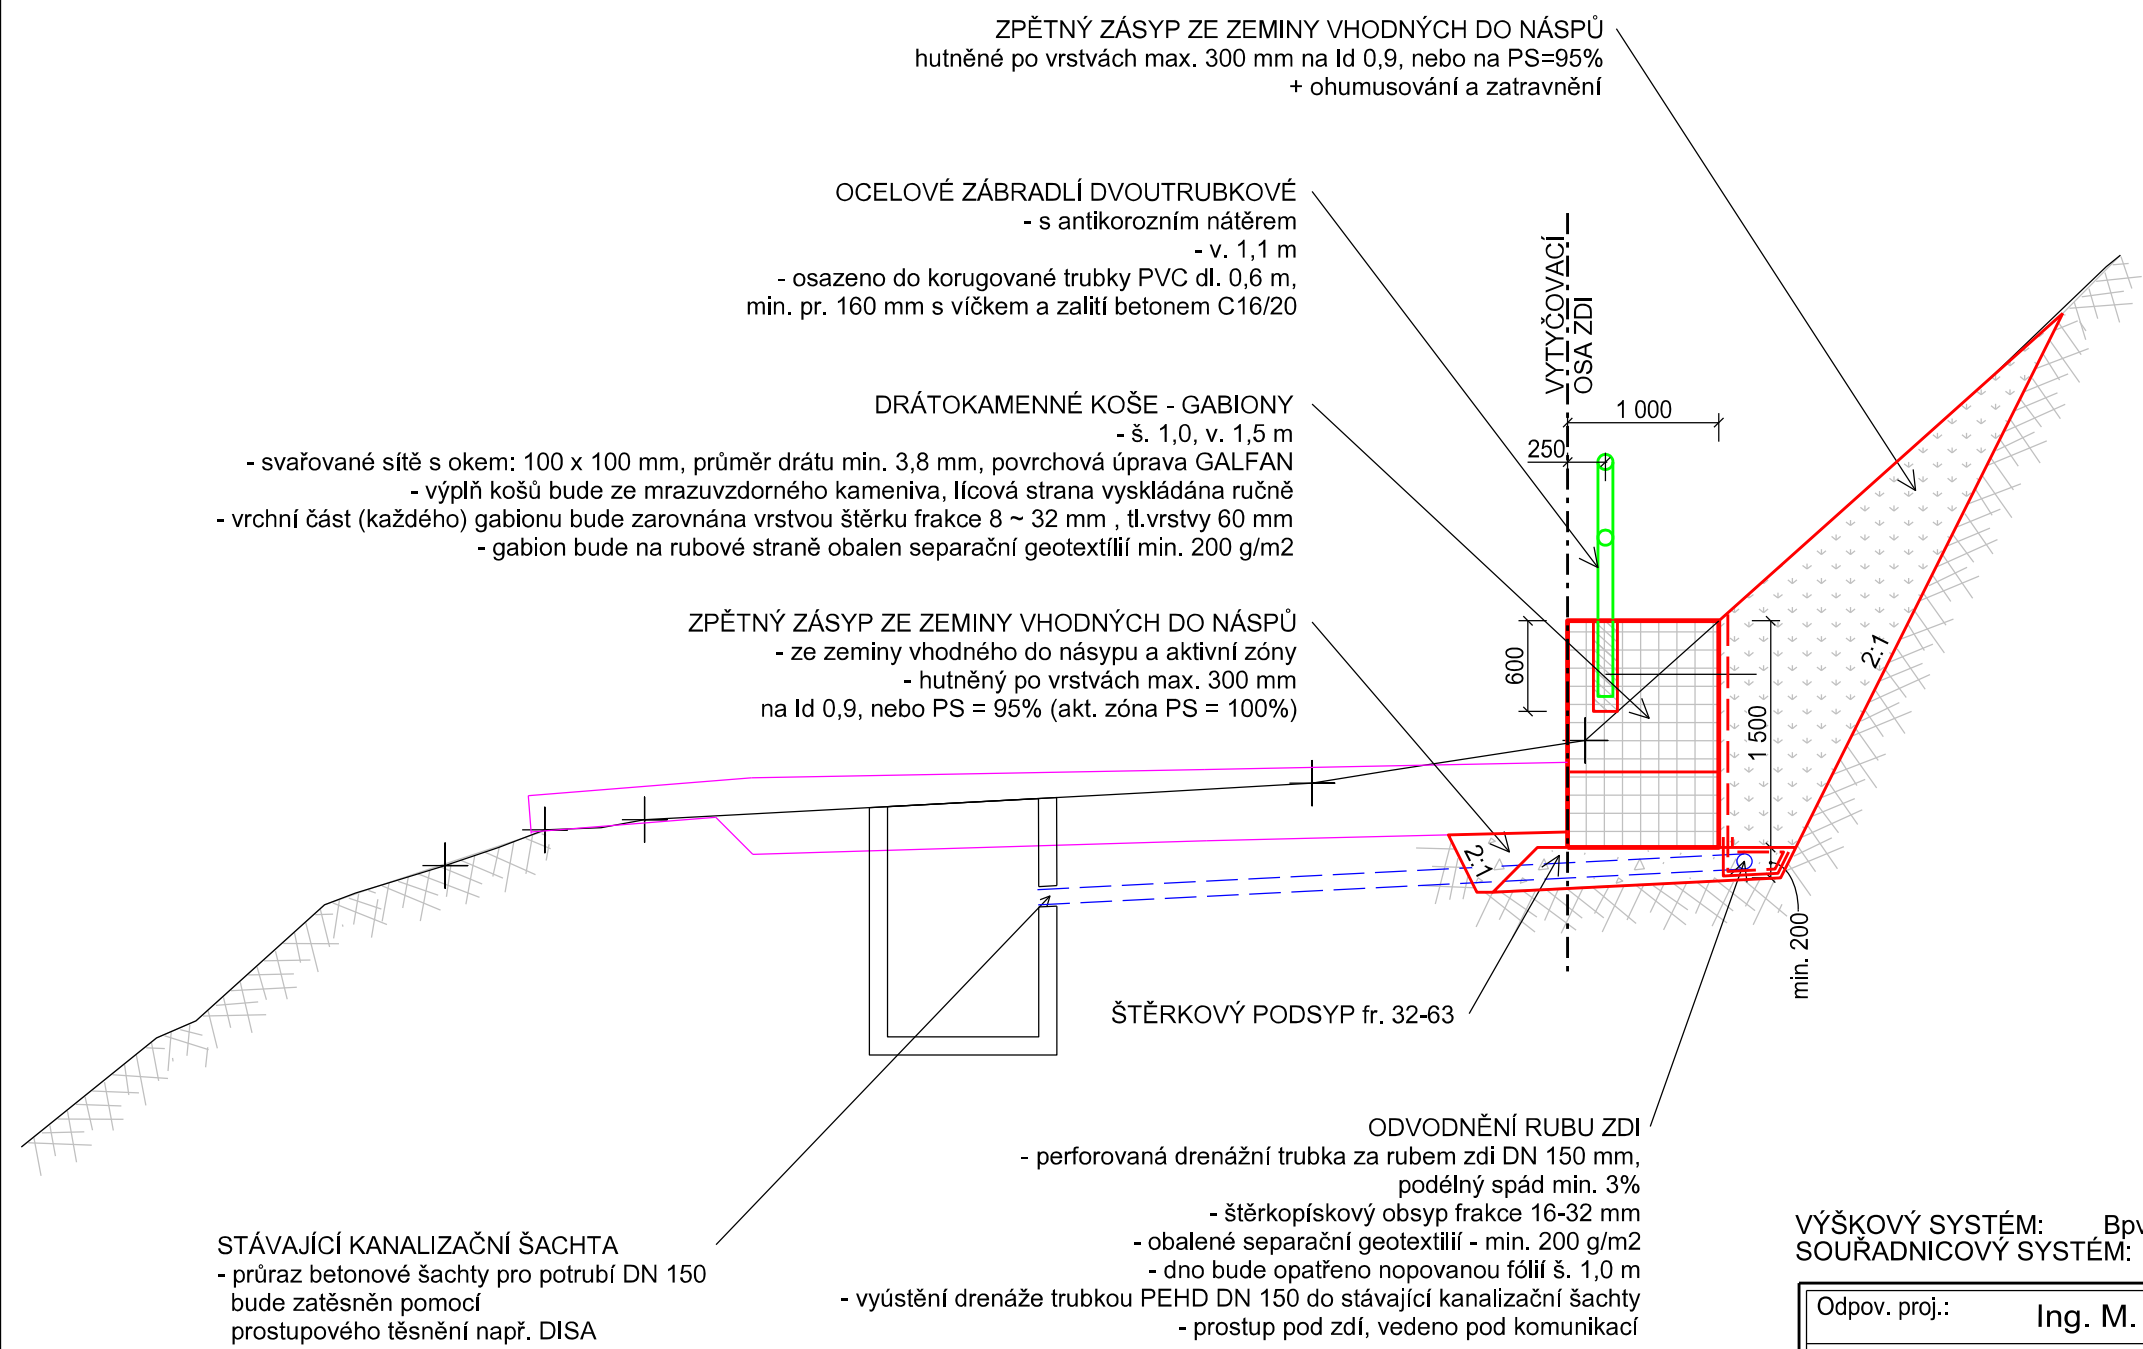 ZPĚTNÝ ZÁSYP ZE ZEMINY VHODNÝCH DO NÁSPŮ
hutněné po vrstvách max. 300 mm na Id 0,9, nebo na PS=95%
+ ohumusování a zatravnění
OCELOVÉ ZÁBRADLÍ DVOUTRUBKOVÉ
- s antikorozním nátěrem
- v. 1,1 m
- osazeno do korugované trubky PVC dl. 0,6 m,
min. pr. 160 mm s víčkem a zalití betonem C16/20
VYTYČOVACÍ
OSA ZDI
DRÁTOKAMENNÉ KOŠE - GABIONY
- š. 1,0, v. 1,5 m
- svařované sítě s okem: 100 x 100 mm, průměr drátu min. 3,8 mm, povrchová úprava GALFAN
- výplň košů bude ze mrazuvzdorného kameniva, lícová strana vyskládána ručně
- vrchní část (každého) gabionu bude zarovnána vrstvou štěrku frakce 8 ~ 32 mm , tl.vrstvy 60 mm
- gabion bude na rubové straně obalen separační geotextílií min. 200 g/m2
1 000
250
ZPĚTNÝ ZÁSYP ZE ZEMINY VHODNÝCH DO NÁSPŮ
- ze zeminy vhodného do násypu a aktivní zóny
- hutněný po vrstvách max. 300 mm
na Id 0,9, nebo PS = 95% (akt. zóna PS = 100%)
600
1 500
2:1
2:1
min. 200
ŠTĚRKOVÝ PODSYP fr. 32-63
ODVODNĚNÍ RUBU ZDI
- perforovaná drenážní trubka za rubem zdi DN 150 mm,
podélný spád min. 3%
- štěrkopískový obsyp frakce 16-32 mm
- obalené separační geotextilií - min. 200 g/m2
- dno bude opatřeno nopovanou fólií š. 1,0 m
- vyústění drenáže trubkou PEHD DN 150 do stávající kanalizační šachty
- prostup pod zdí, vedeno pod komunikací
STÁVAJÍCÍ KANALIZAČNÍ ŠACHTA
- průraz betonové šachty pro potrubí DN 150
bude zatěsněn pomocí
prostupového těsnění např. DISA
VÝŠKOVÝ SYSTÉM: Bpv
SOUŘADNICOVÝ SYSTÉM:
Odpov. proj.: Ing. M.